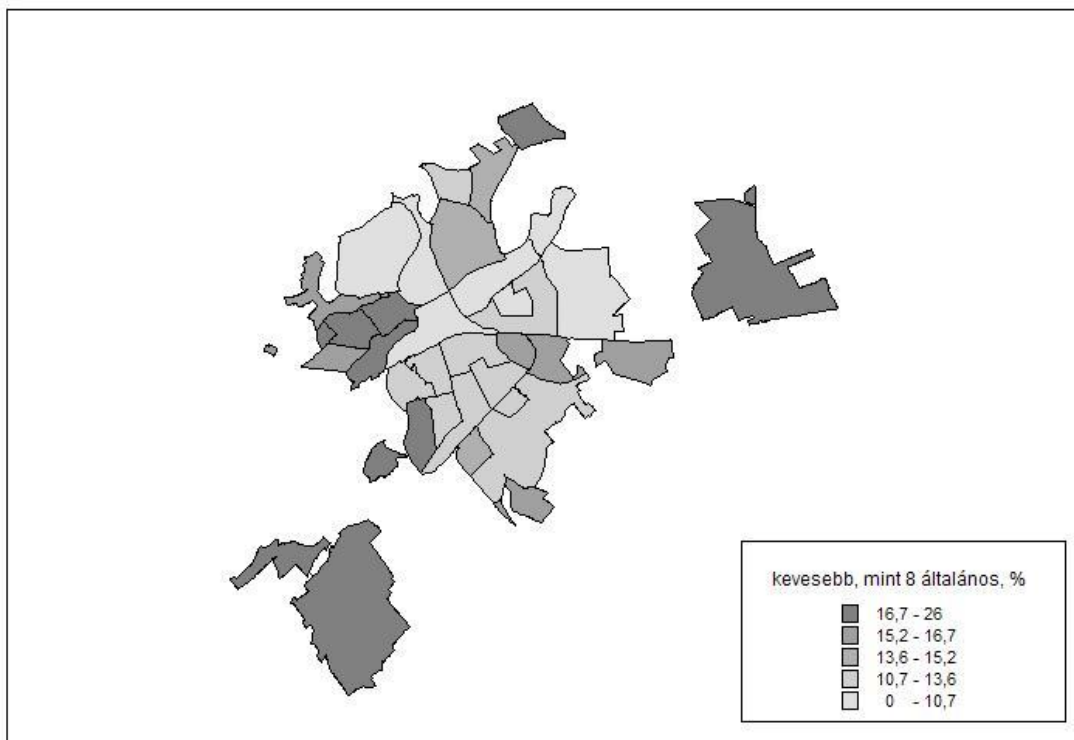 kevesebb, mint 8 általános, %
16,7 - 26
15,2 - 16,7
13,6 - 15,2
10,7 - 13,6
0 - 10,7